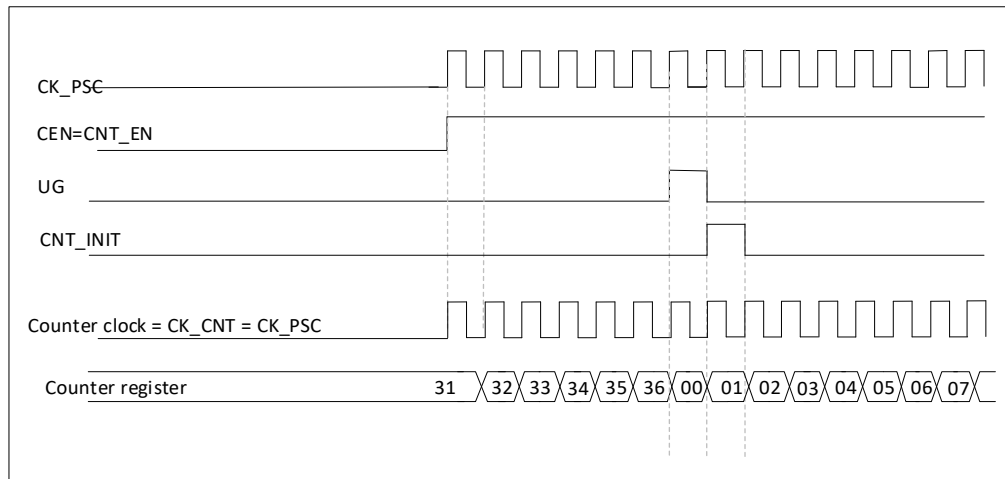 CK_PSC
CEN=CNT_EN
UG
CNT_INIT
Counter clock = CK_CNT = CK_PSC
Counter register 31 32 33 34 35 36 00 01 02 03 04 05 06 07